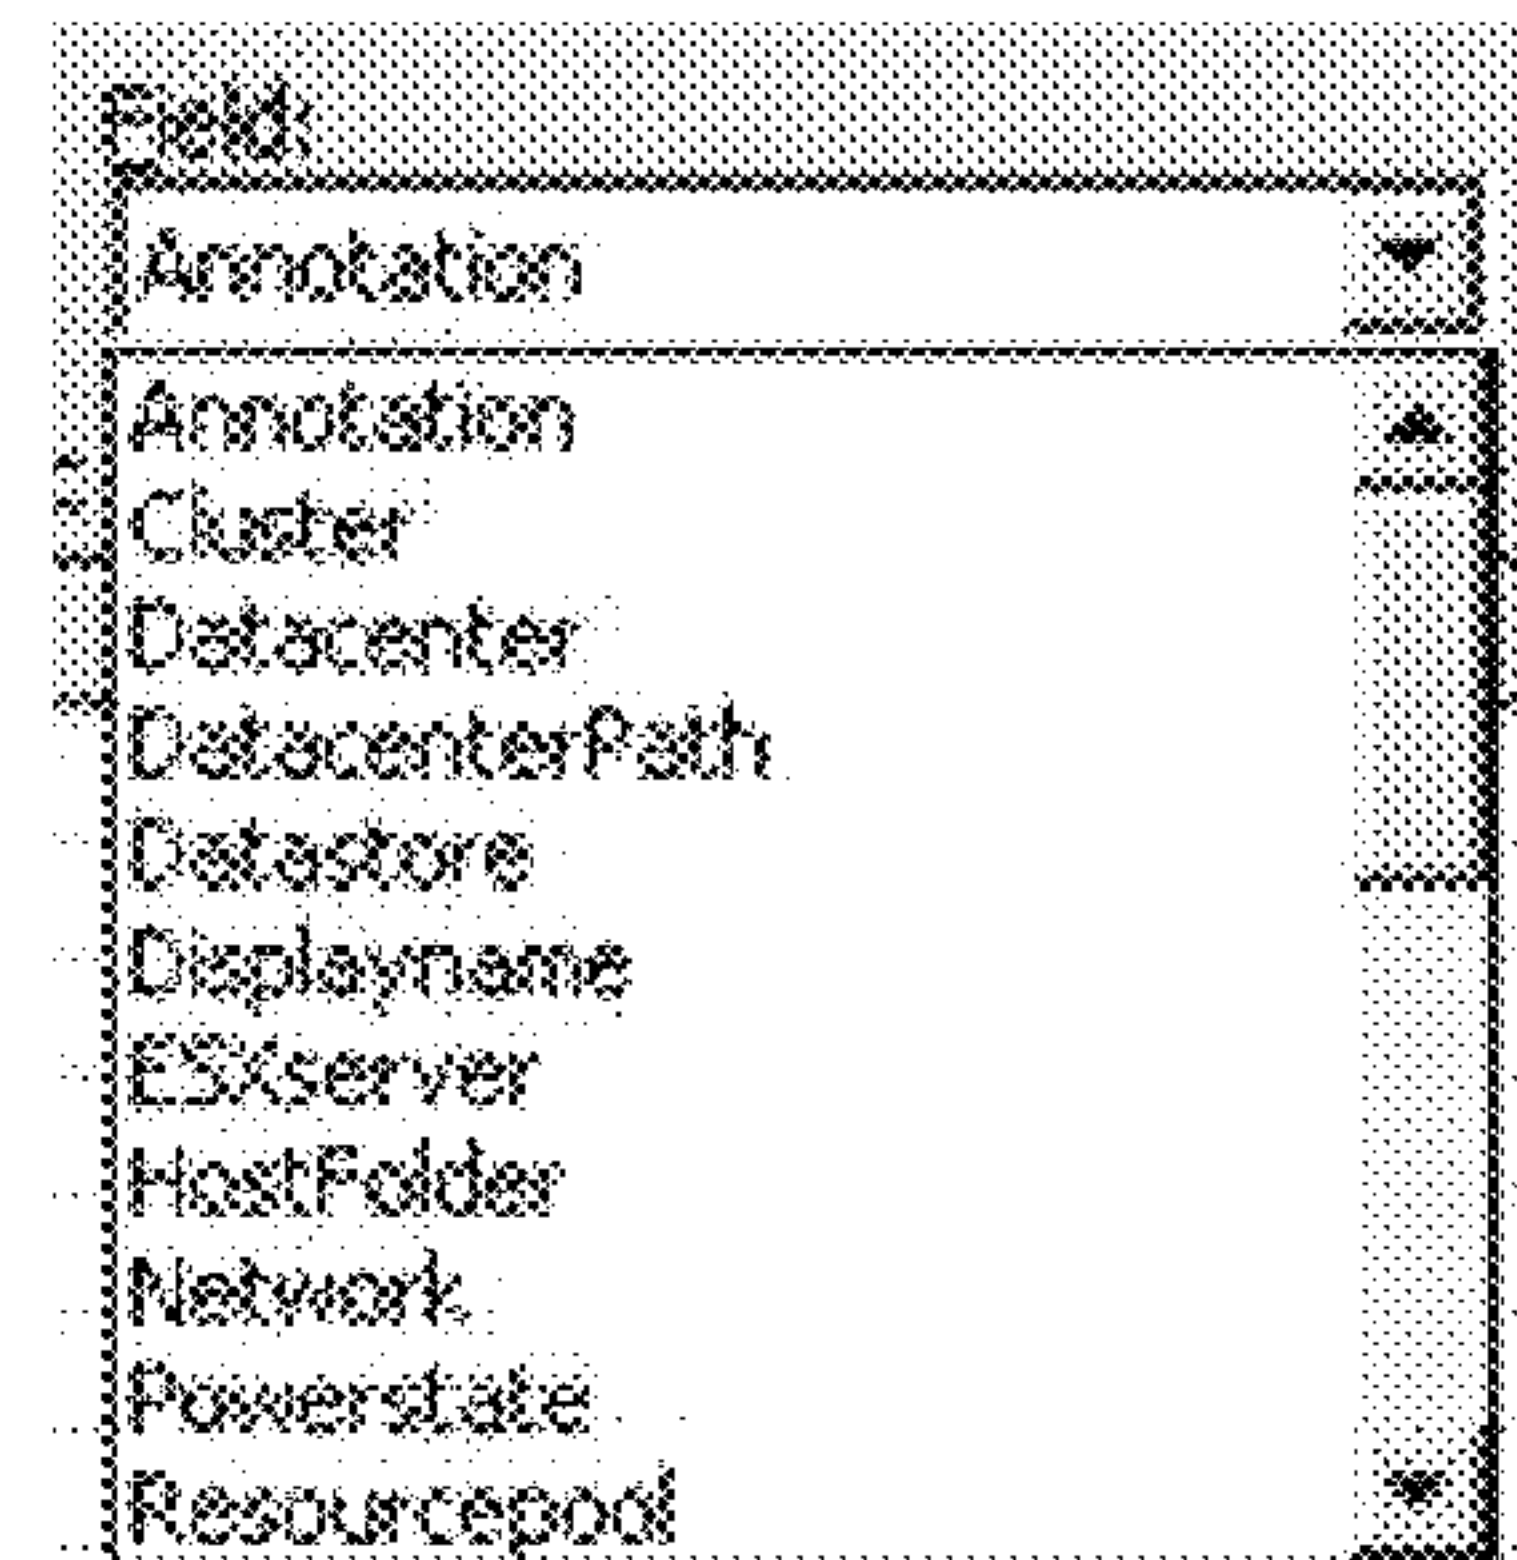 Field:
Annotation
Annotation
Cluster
Datacenter
DatacenterPath
Datastore
Displayname
ESXserver
HostFolder
Network
Powerstate
Resourcepool